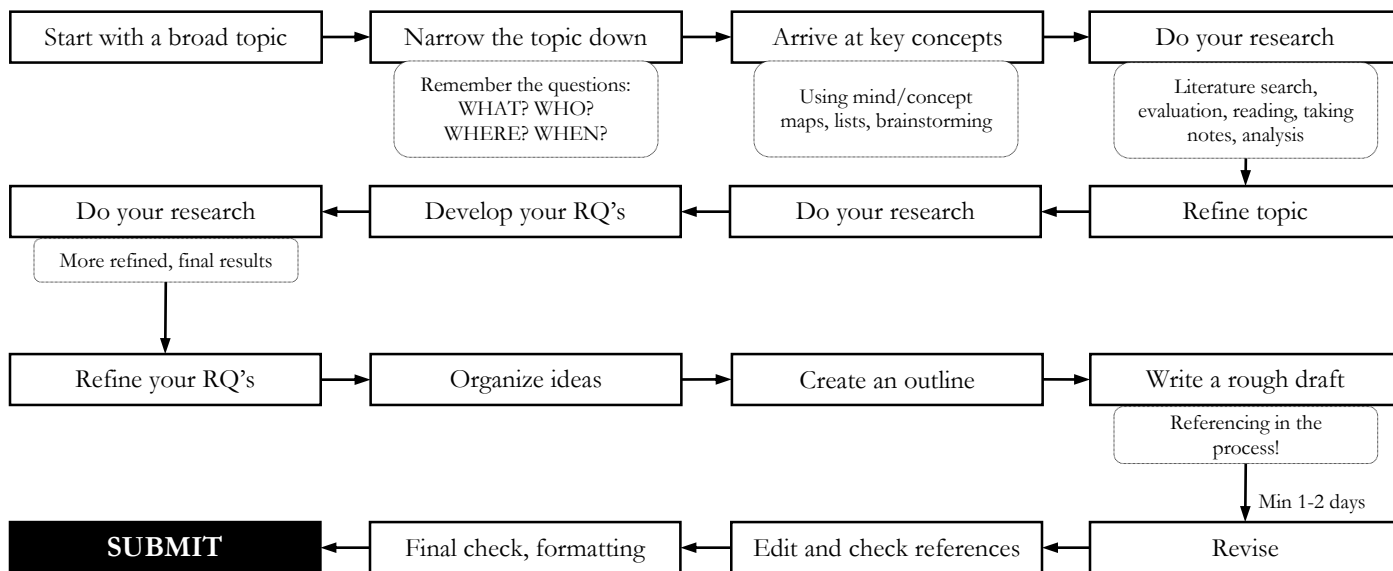 Start with a broad topic
Narrow the topic down
Arrive at key concepts
Do your research
Remember the questions:
WHAT? WHO?
WHERE? WHEN?
Using mind/concept
maps, lists, brainstorming
Literature search,
evaluation, reading, taking
notes, analysis
Refine topic
Do your research
Develop your RQ’s
Do your research
More refined, final results
Refine your RQ’s
Organize ideas
Create an outline
Write a rough draft
Referencing in the
process!
Min 1-2 days
Revise
Edit and check references
Final check, formatting
SUBMIT